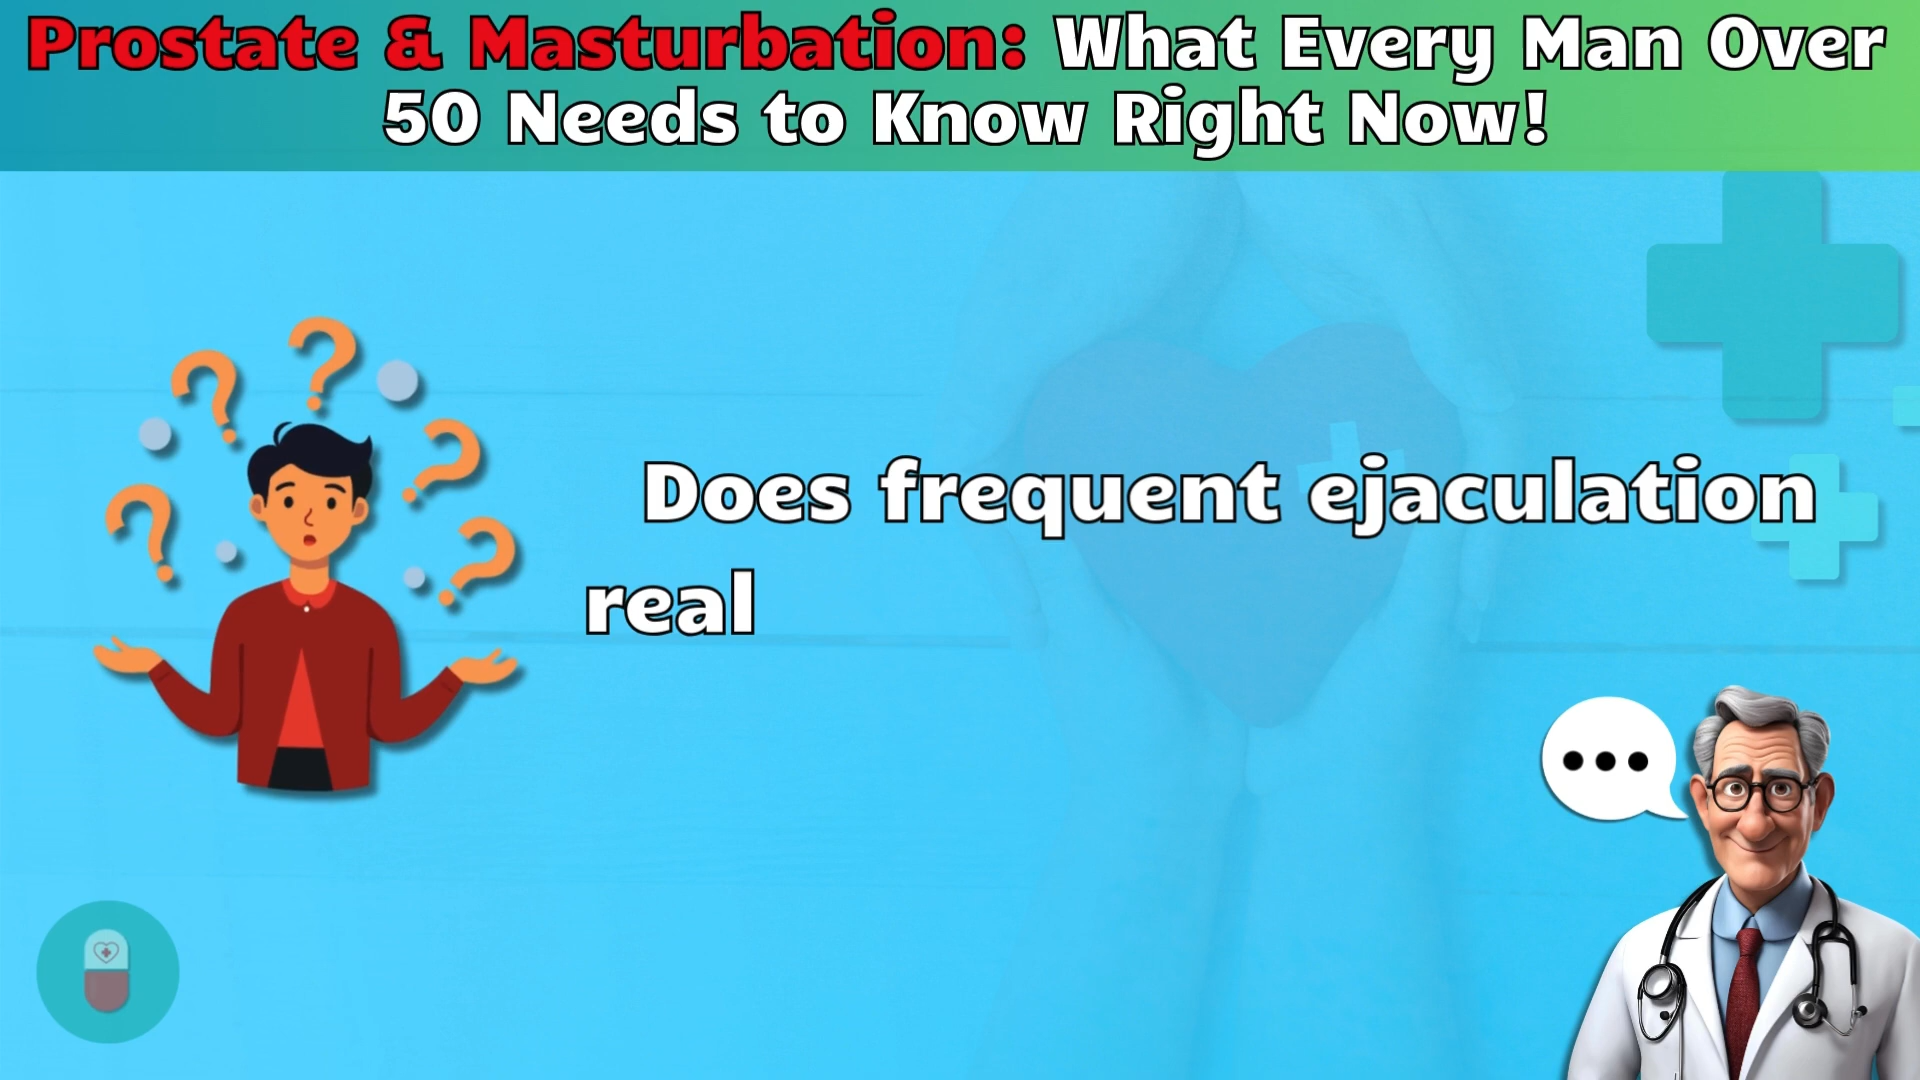 Prostate & Masturbation: What Every Man Over
50 Needs to Know Right Now!
Does frequent ejaculation
real